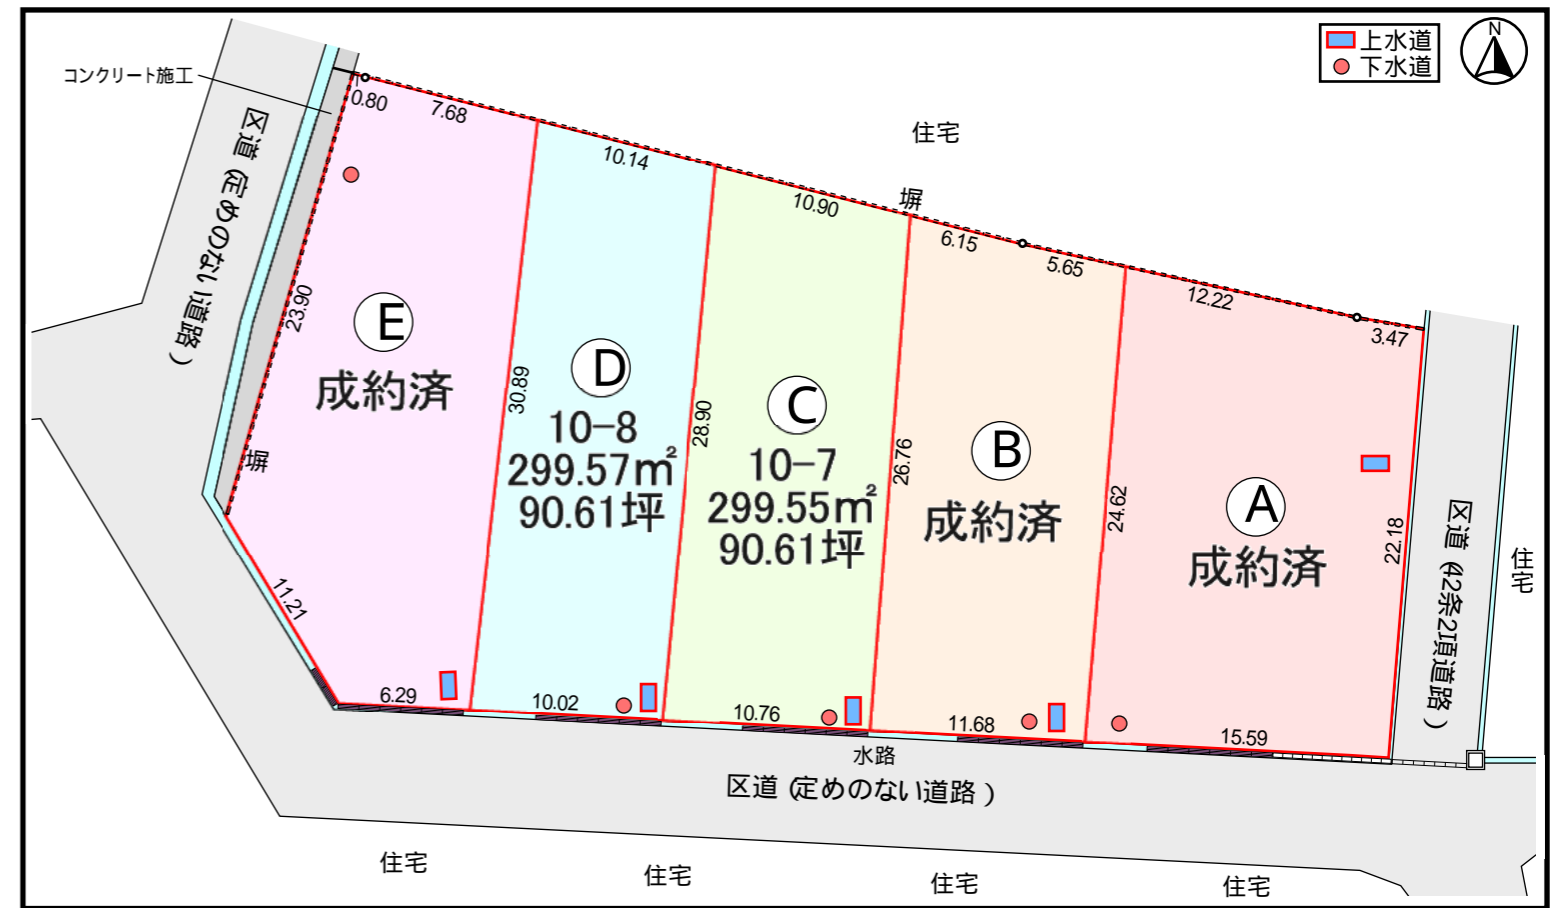 上水道
下水道
N
コンクリート施工
0.80
7.68
10.14
住宅
10.90
塀
6.15
5.65
12.22
3.47
区道(定めのない道路)
23.90
塀
11.21
E
成約済
30.89
D
10-8
299.57㎡
90.61坪
28.90
C
10-7
299.55㎡
90.61坪
26.76
B
成約済
24.62
A
成約済
22.18
区道(42条2項道路)
住宅
6.29
10.02
10.76
11.68
15.59
水路
区道(定めのない道路)
住宅
住宅
住宅
住宅